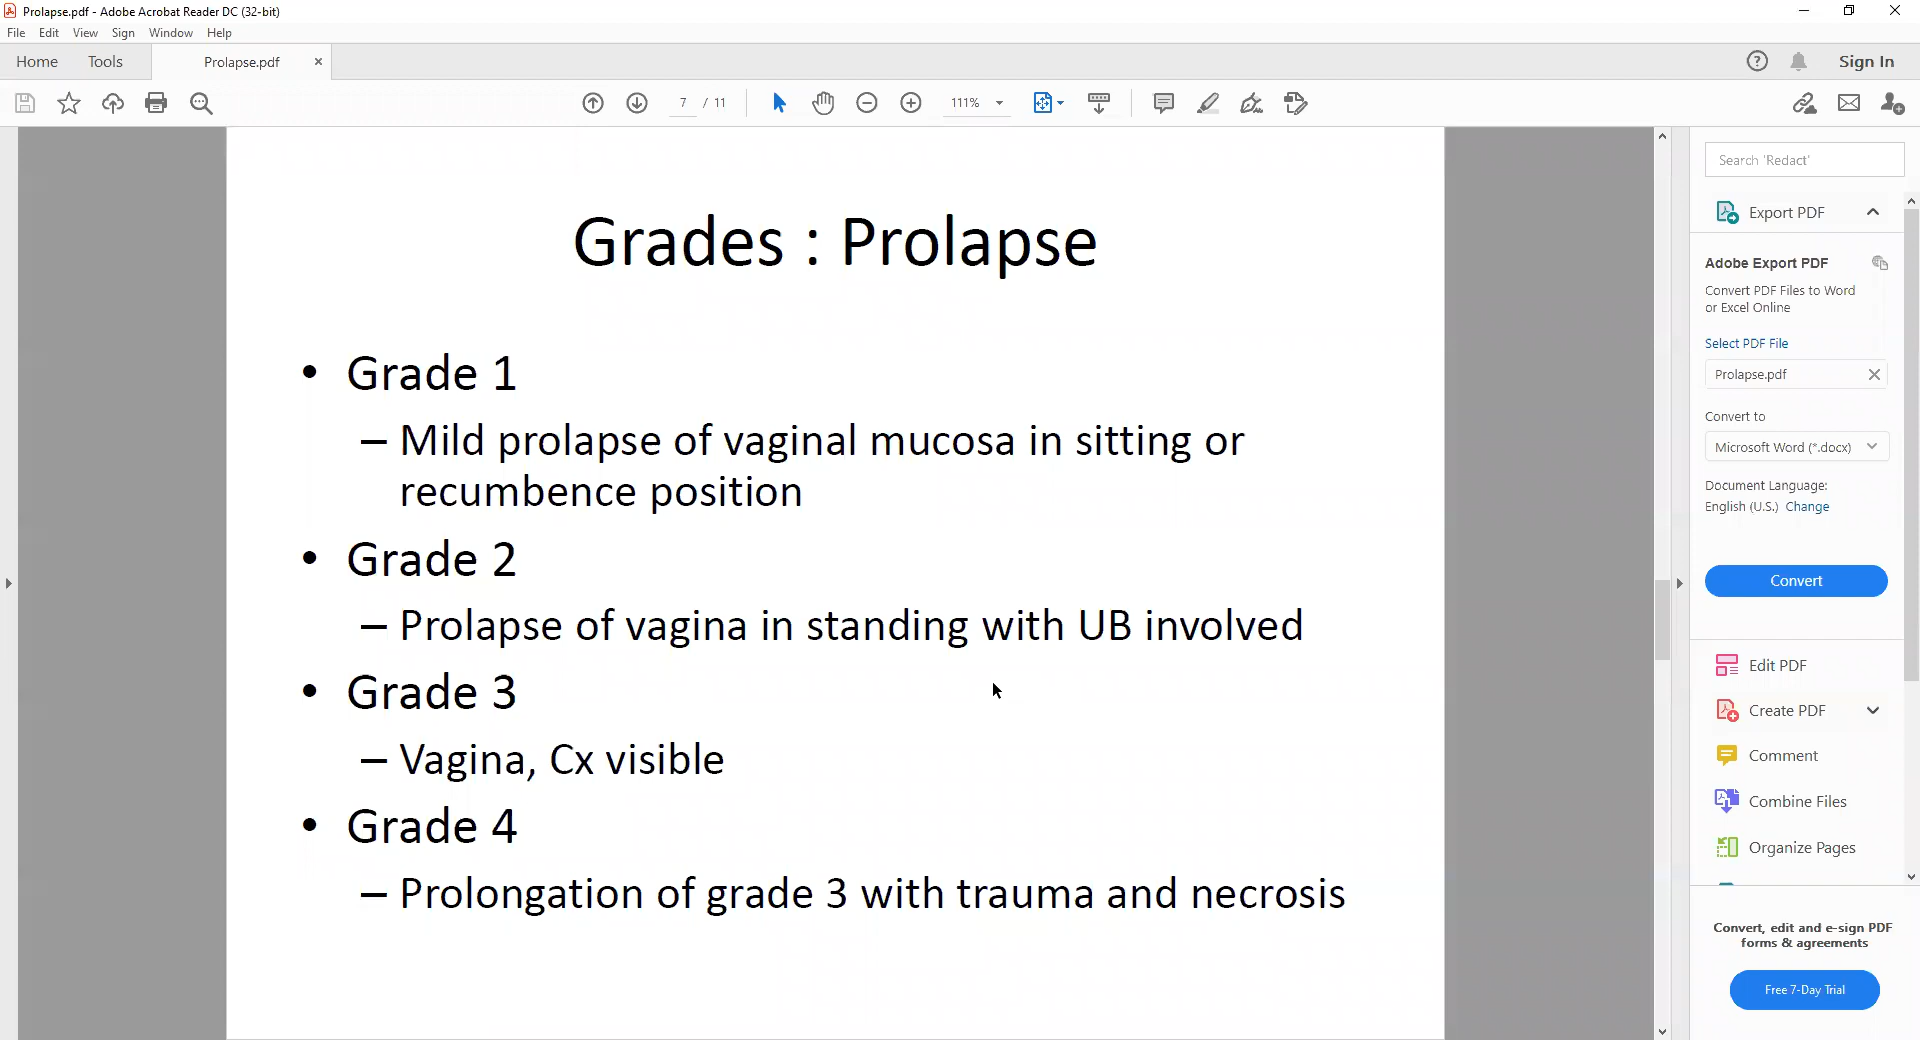 Prolapse.pdf - Adobe Acrobat Reader DC (32-bit)
File Edit View Sign Window Help
Home Tools Prolapse.pdf Sign In
7 / 11 111%
Grades : Prolapse
• Grade 1
– Mild prolapse of vaginal mucosa in sitting or
recumbence position
• Grade 2
– Prolapse of vagina in standing with UB involved
• Grade 3
– Vagina, Cx visible
• Grade 4
– Prolongation of grade 3 with trauma and necrosis
Search 'Redact'
Export PDF
Adobe Export PDF
Convert PDF Files to Word
or Excel Online
Select PDF File
Prolapse.pdf
Convert to
Microsoft Word (*.docx)
Document Language:
English (U.S.) Change
Convert
Edit PDF
Create PDF
Comment
Combine Files
Organize Pages
Convert, edit and e-sign PDF
forms & agreements
Free 7-Day Trial